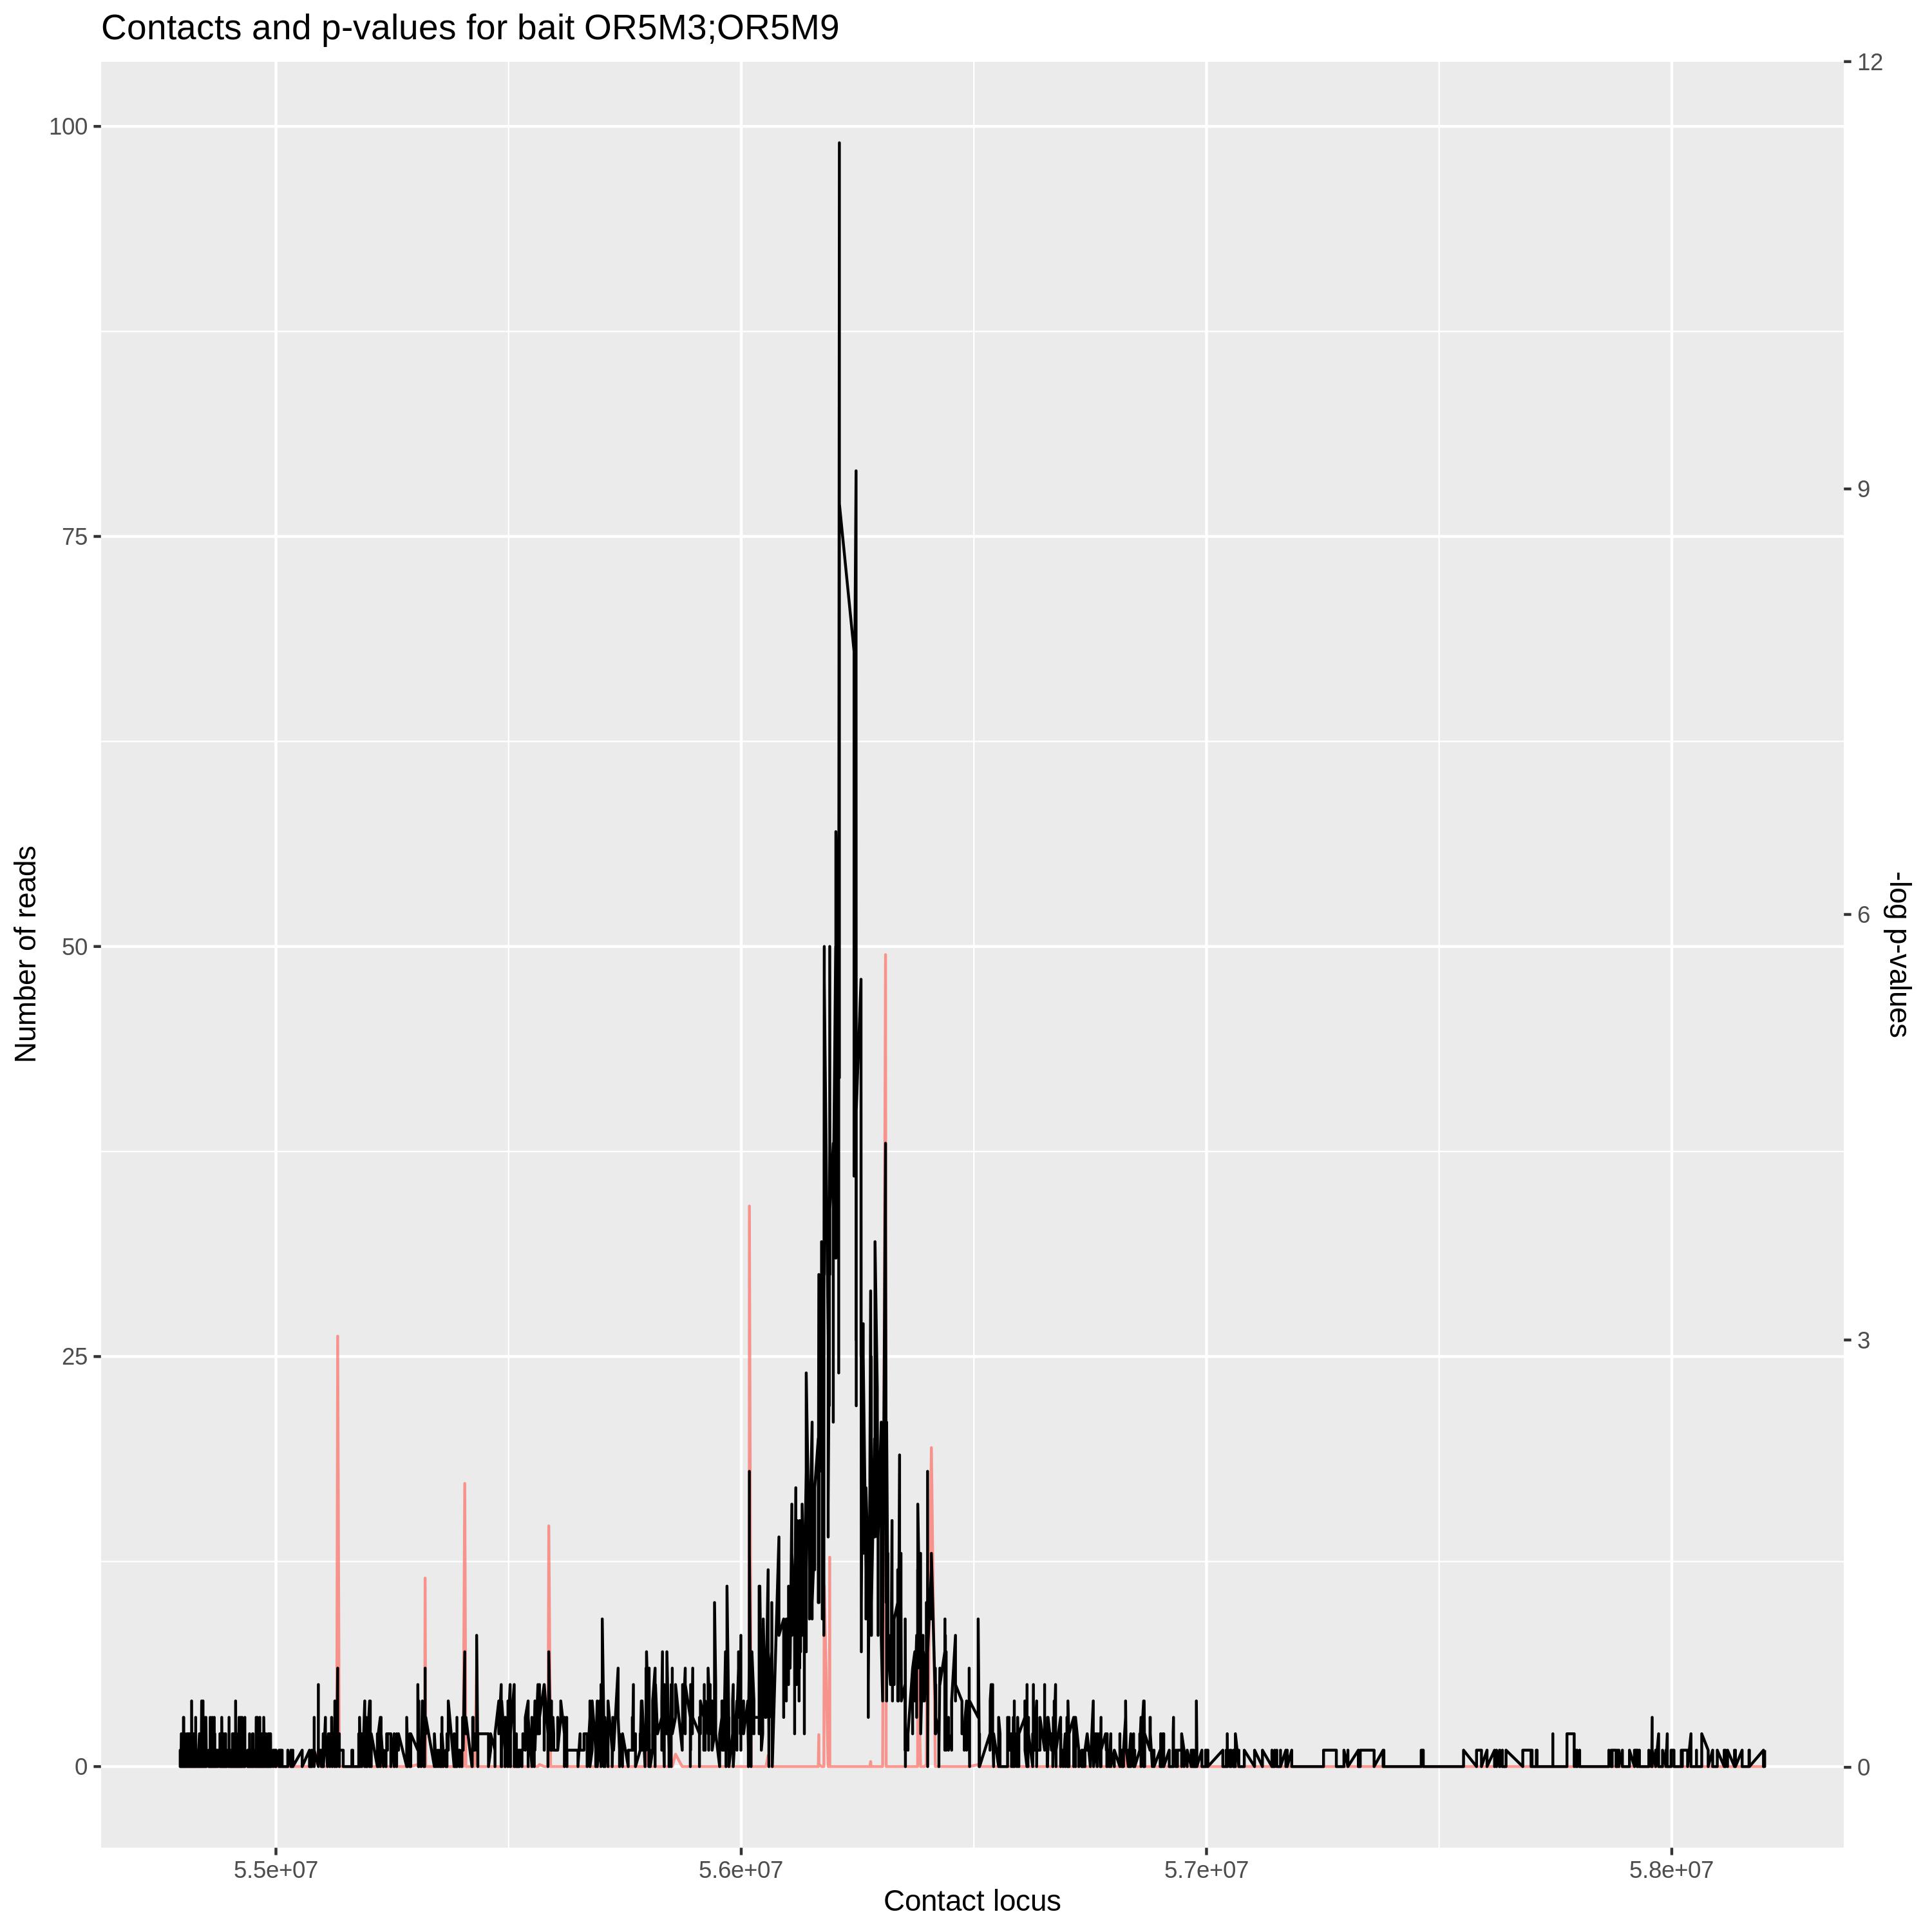 Contacts and p-values for bait OR5M3;OR5M9
Number of reads
100
75
50
25
0
12
9
6
3
0
-log p-values
5.5e+07
5.6e+07
5.7e+07
5.8e+07
Contact locus